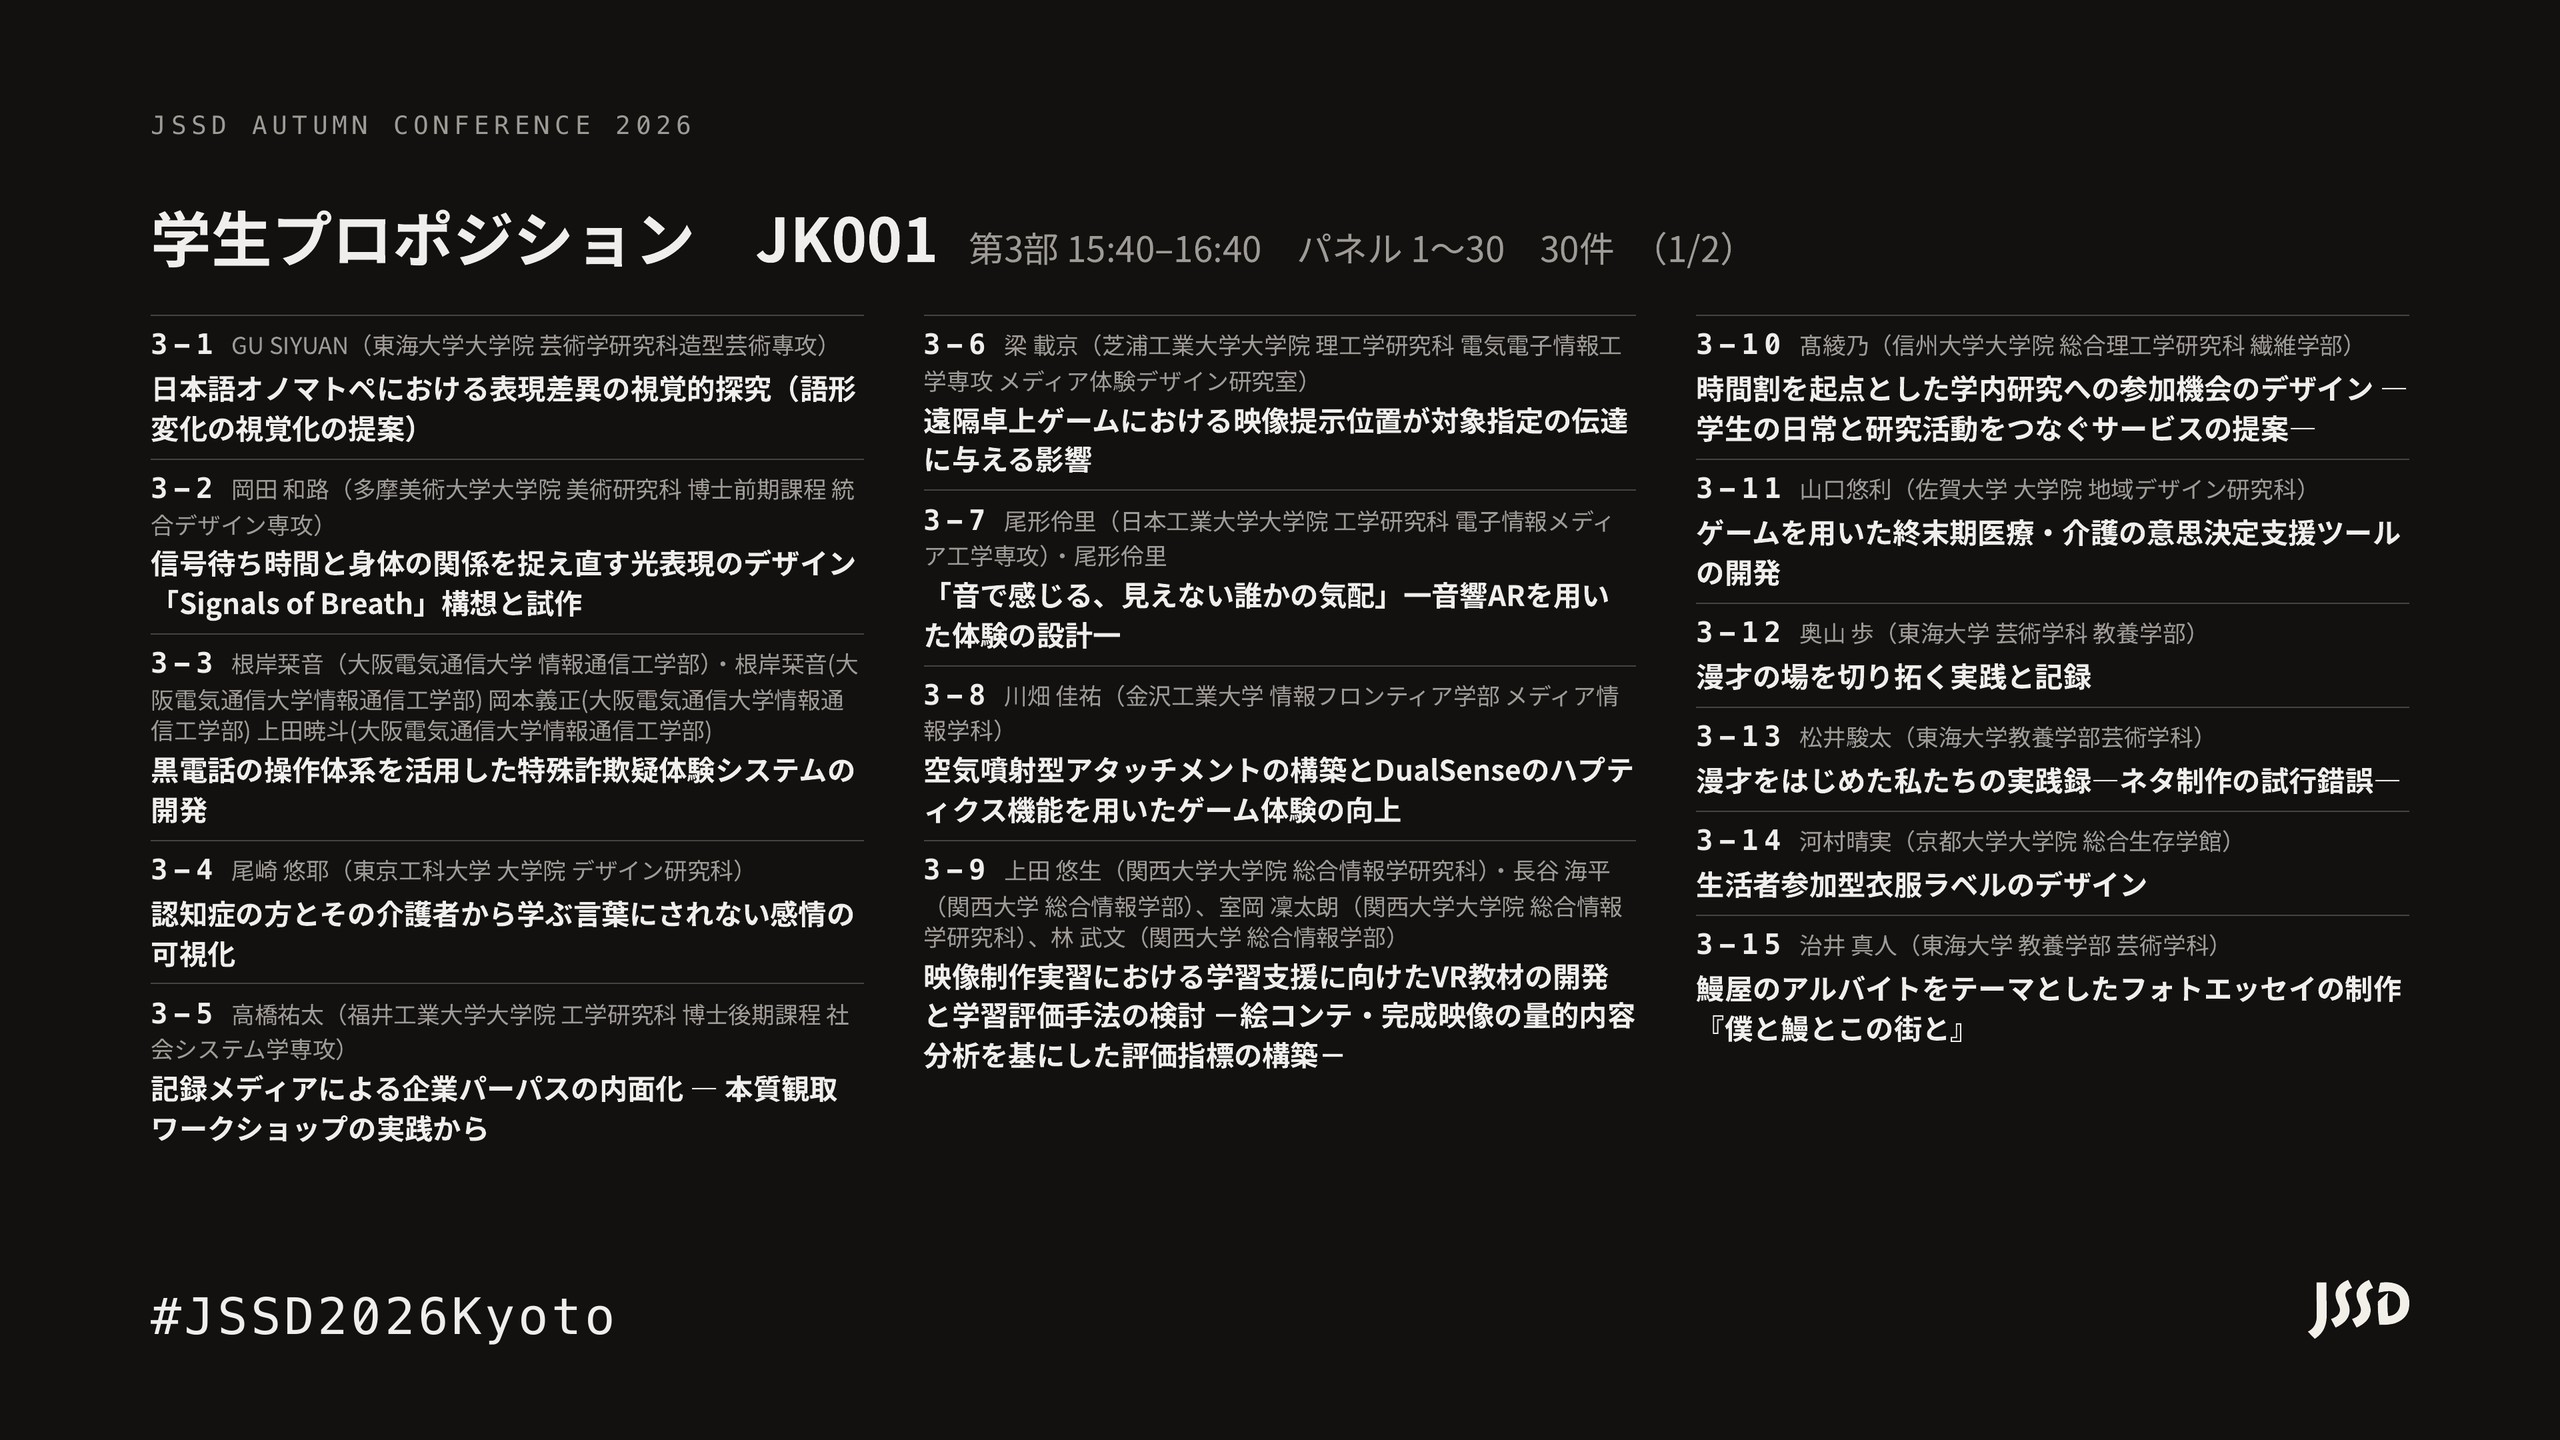 JSSD AUTUMN CONFERENCE 2026
学生プロポジション　JK001 第3部 15:40–16:40　パネル 1〜30　30件　（1/2）
3-1 GU SIYUAN（東海大学大学院 芸術学研究科造型芸術専攻）
日本語オノマトペにおける表現差異の視覚的探究（語形
変化の視覚化の提案）
3-2 岡田 和路（多摩美術大学大学院 美術研究科 博士前期課程 統
合デザイン専攻）
信号待ち時間と身体の関係を捉え直す光表現のデザイン
「Signals of Breath」構想と試作
3-3 根岸栞音（大阪電気通信大学 情報通信工学部）・根岸栞音(大
阪電気通信大学情報通信工学部) 岡本義正(大阪電気通信大学情報通
信工学部) 上田暁斗(大阪電気通信大学情報通信工学部)
黒電話の操作体系を活用した特殊詐欺疑体験システムの
開発
3-4 尾崎 悠耶（東京工科大学 大学院 デザイン研究科）
認知症の方とその介護者から学ぶ言葉にされない感情の
可視化
3-5 高橋祐太（福井工業大学大学院 工学研究科 博士後期課程 社
会システム学専攻）
記録メディアによる企業パーパスの内面化 ― 本質観取
ワークショップの実践から
3-6 梁 載京（芝浦工業大学大学院 理工学研究科 電気電子情報工
学専攻 メディア体験デザイン研究室）
遠隔卓上ゲームにおける映像提示位置が対象指定の伝達
に与える影響
3-7 尾形伶里（日本工業大学大学院 工学研究科 電子情報メディ
ア工学専攻）・尾形伶里
「音で感じる、見えない誰かの気配」━音響ARを用い
た体験の設計━
3-8 川畑 佳祐（金沢工業大学 情報フロンティア学部 メディア情
報学科）
空気噴射型アタッチメントの構築とDualSenseのハプテ
ィクス機能を用いたゲーム体験の向上
3-9 上田 悠生（関西大学大学院 総合情報学研究科）・長谷 海平
（関西大学 総合情報学部）、室岡 凜太朗（関西大学大学院 総合情報
学研究科）、林 武文（関西大学 総合情報学部）
映像制作実習における学習支援に向けたVR教材の開発
と学習評価手法の検討 －絵コンテ・完成映像の量的内容
分析を基にした評価指標の構築－
3-10 髙綾乃（信州大学大学院 総合理工学研究科 繊維学部）
時間割を起点とした学内研究への参加機会のデザイン ―
学生の日常と研究活動をつなぐサービスの提案―
3-11 山口悠利（佐賀大学 大学院 地域デザイン研究科）
ゲームを用いた終末期医療・介護の意思決定支援ツール
の開発
3-12 奥山 歩（東海大学 芸術学科 教養学部）
漫才の場を切り拓く実践と記録
3-13 松井駿太（東海大学教養学部芸術学科）
漫才をはじめた私たちの実践録―ネタ制作の試行錯誤―
3-14 河村晴実（京都大学大学院 総合生存学館）
生活者参加型衣服ラベルのデザイン
3-15 治井 真人（東海大学 教養学部 芸術学科）
鰻屋のアルバイトをテーマとしたフォトエッセイの制作
『僕と鰻とこの街と』
#JSSD2026Kyoto
JSSD